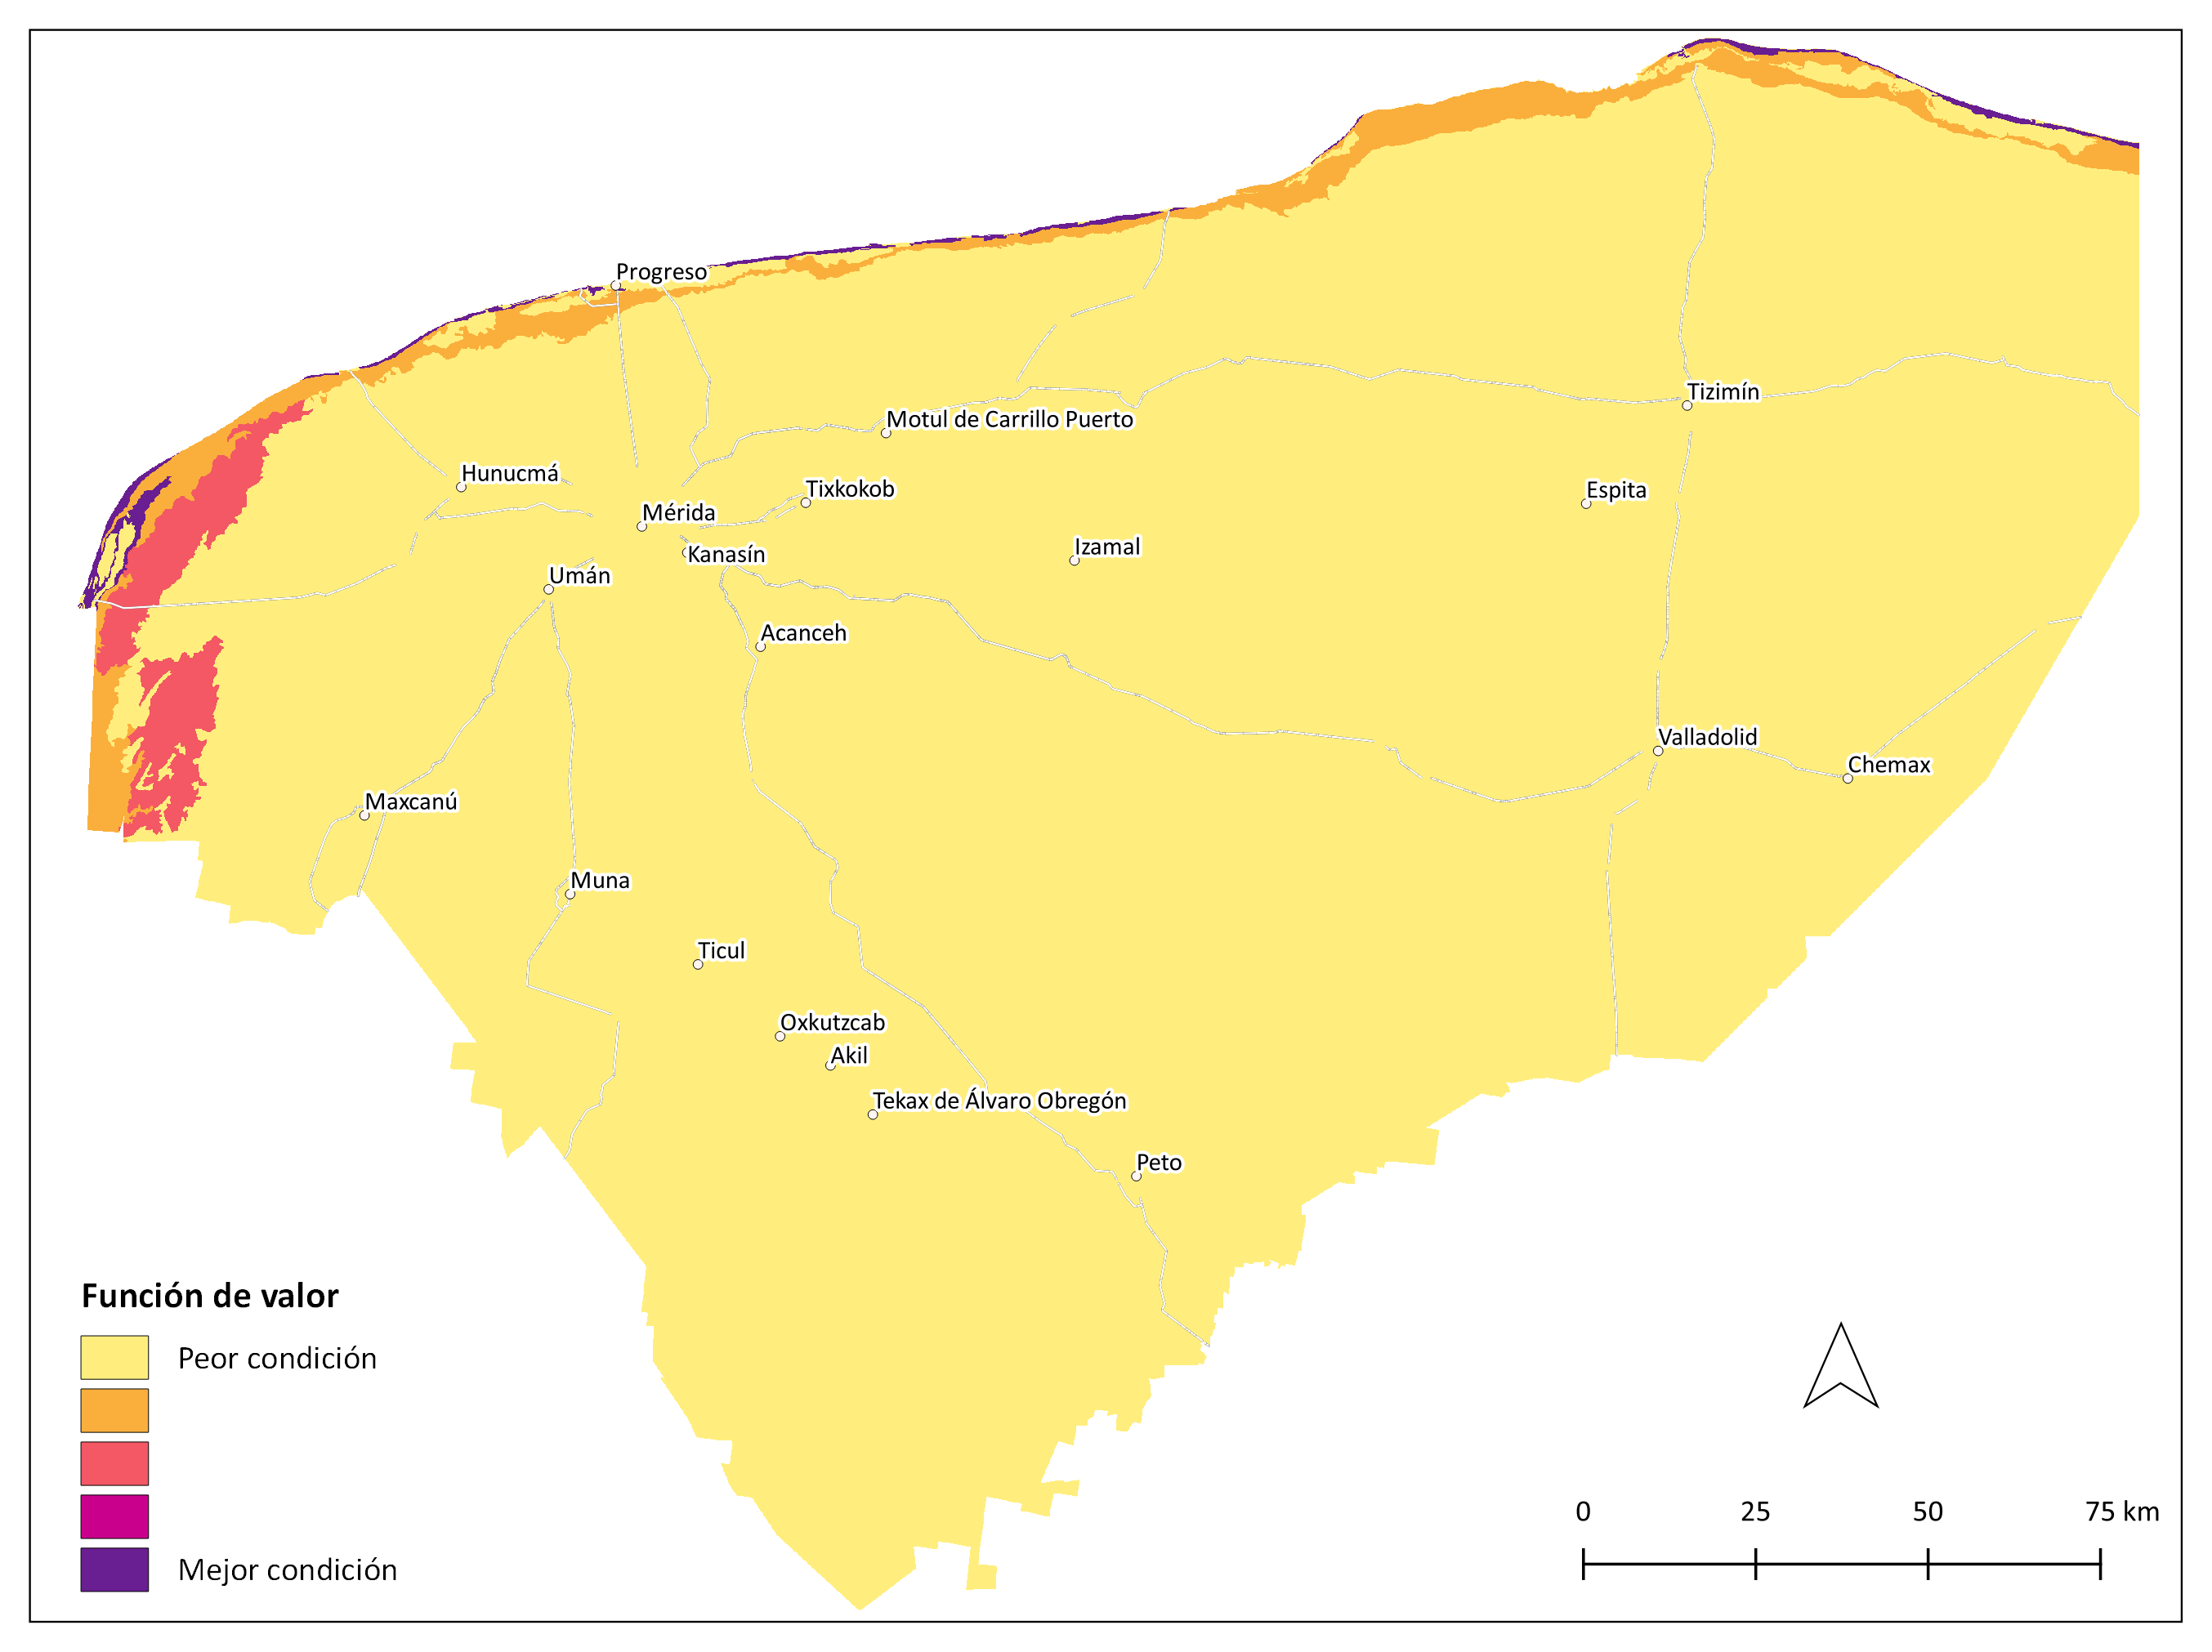 Progreso
Tizimín
Motul de Carrillo Puerto
Hunucmá
Tixkokob
Espita
Mérida
Izamal
Kanasín
Umán
Acanceh
Valladolid
Chemax
Maxcanú
Muna
Ticul
Oxkutzcab
Akil
Tekax de Álvaro Obregón
Peto
Función de valor
Peor condición
Mejor condición
0 25 50 75 km